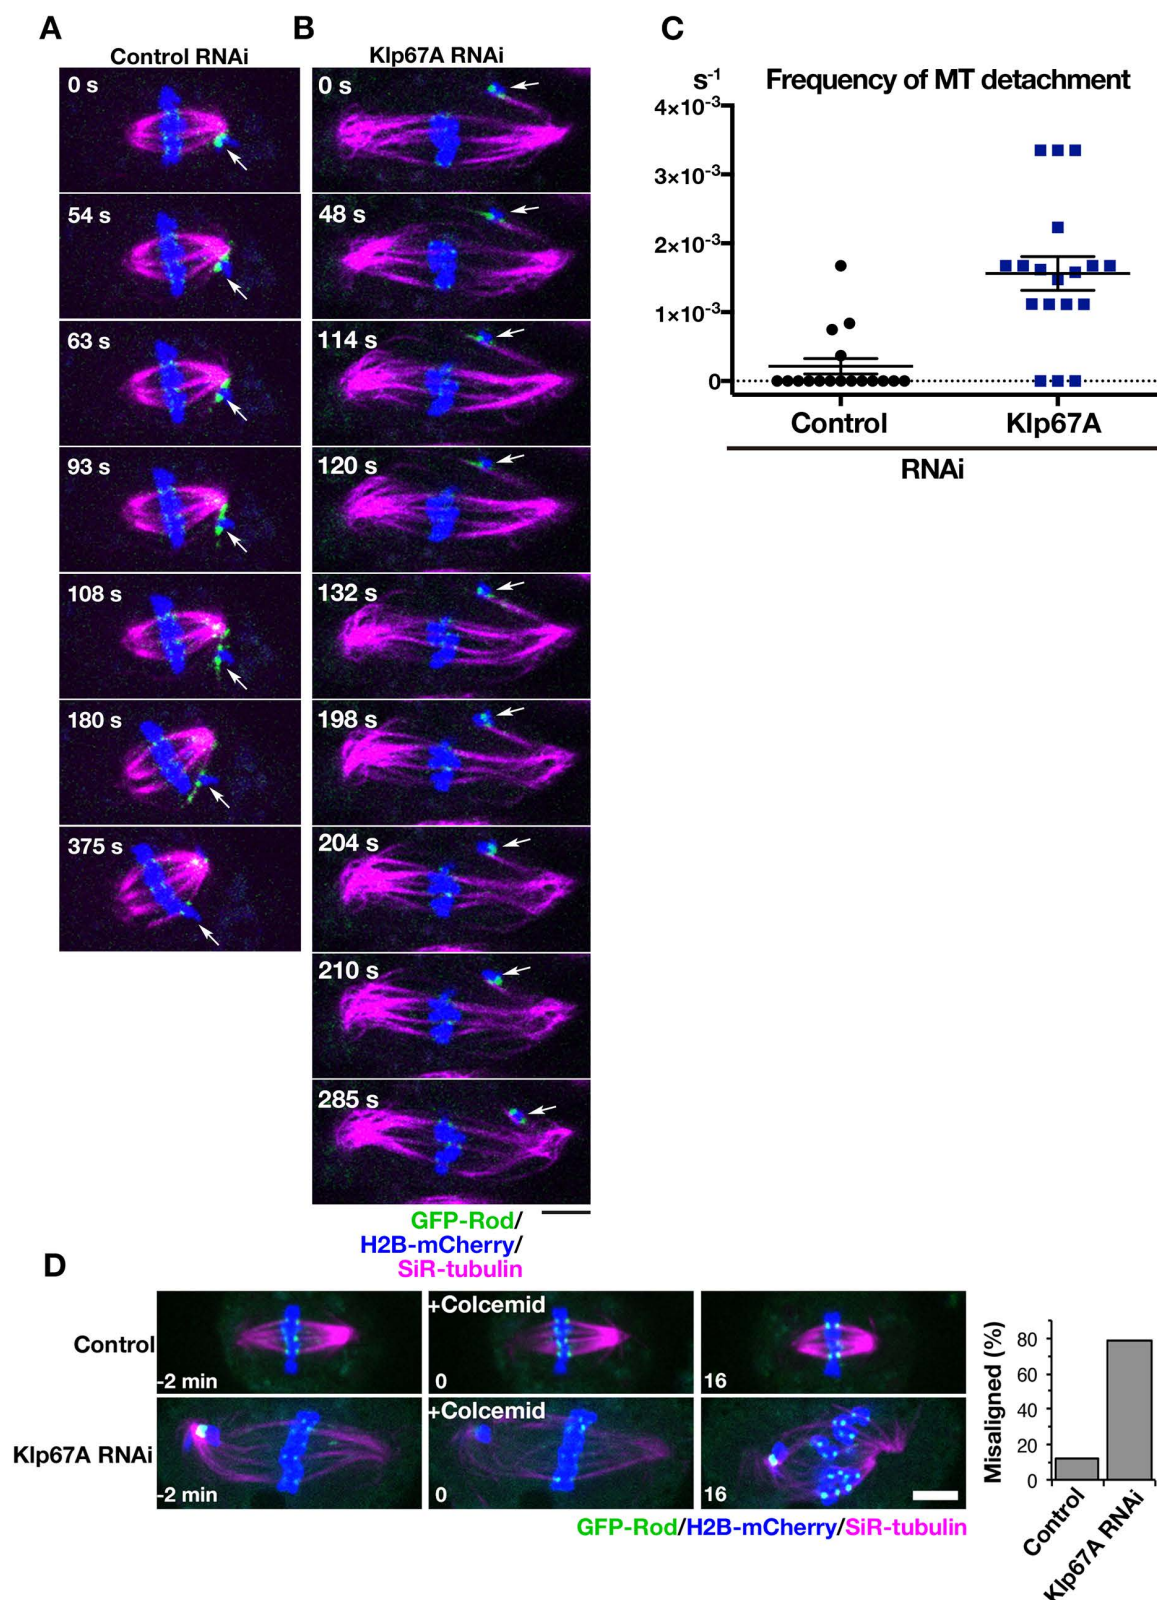 A
Control RNAi
0 s
54 s
63 s
93 s
108 s
180 s
375 s
B
Klp67A RNAi
0 s
48 s
114 s
120 s
132 s
198 s
204 s
210 s
285 s
GFP-Rod/
H2B-mCherry/
SiR-tubulin
C
s⁻¹ Frequency of MT detachment
4×10⁻³
3×10⁻³
2×10⁻³
1×10⁻³
0
Control Klp67A
RNAi
D
Control
-2 min
+Colcemid
0
16
Klp67A RNAi
-2 min
+Colcemid
0
16
GFP-Rod/H2B-mCherry/SiR-tubulin
Misaligned (%)
80
60
40
20
0
Control
Klp67A RNAi